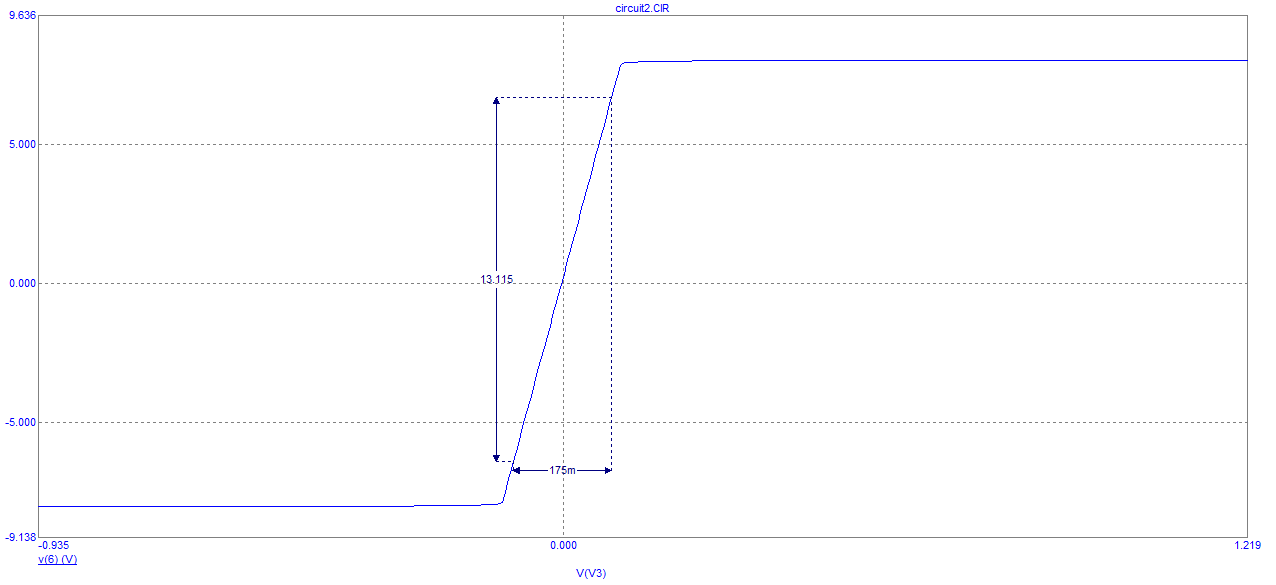 circuit2.CIR
9.636
5.000
13.115
0.000
-5.000
175m
-9.138
-0.935
0.000
1.219
v(6) (V)
V(V3)